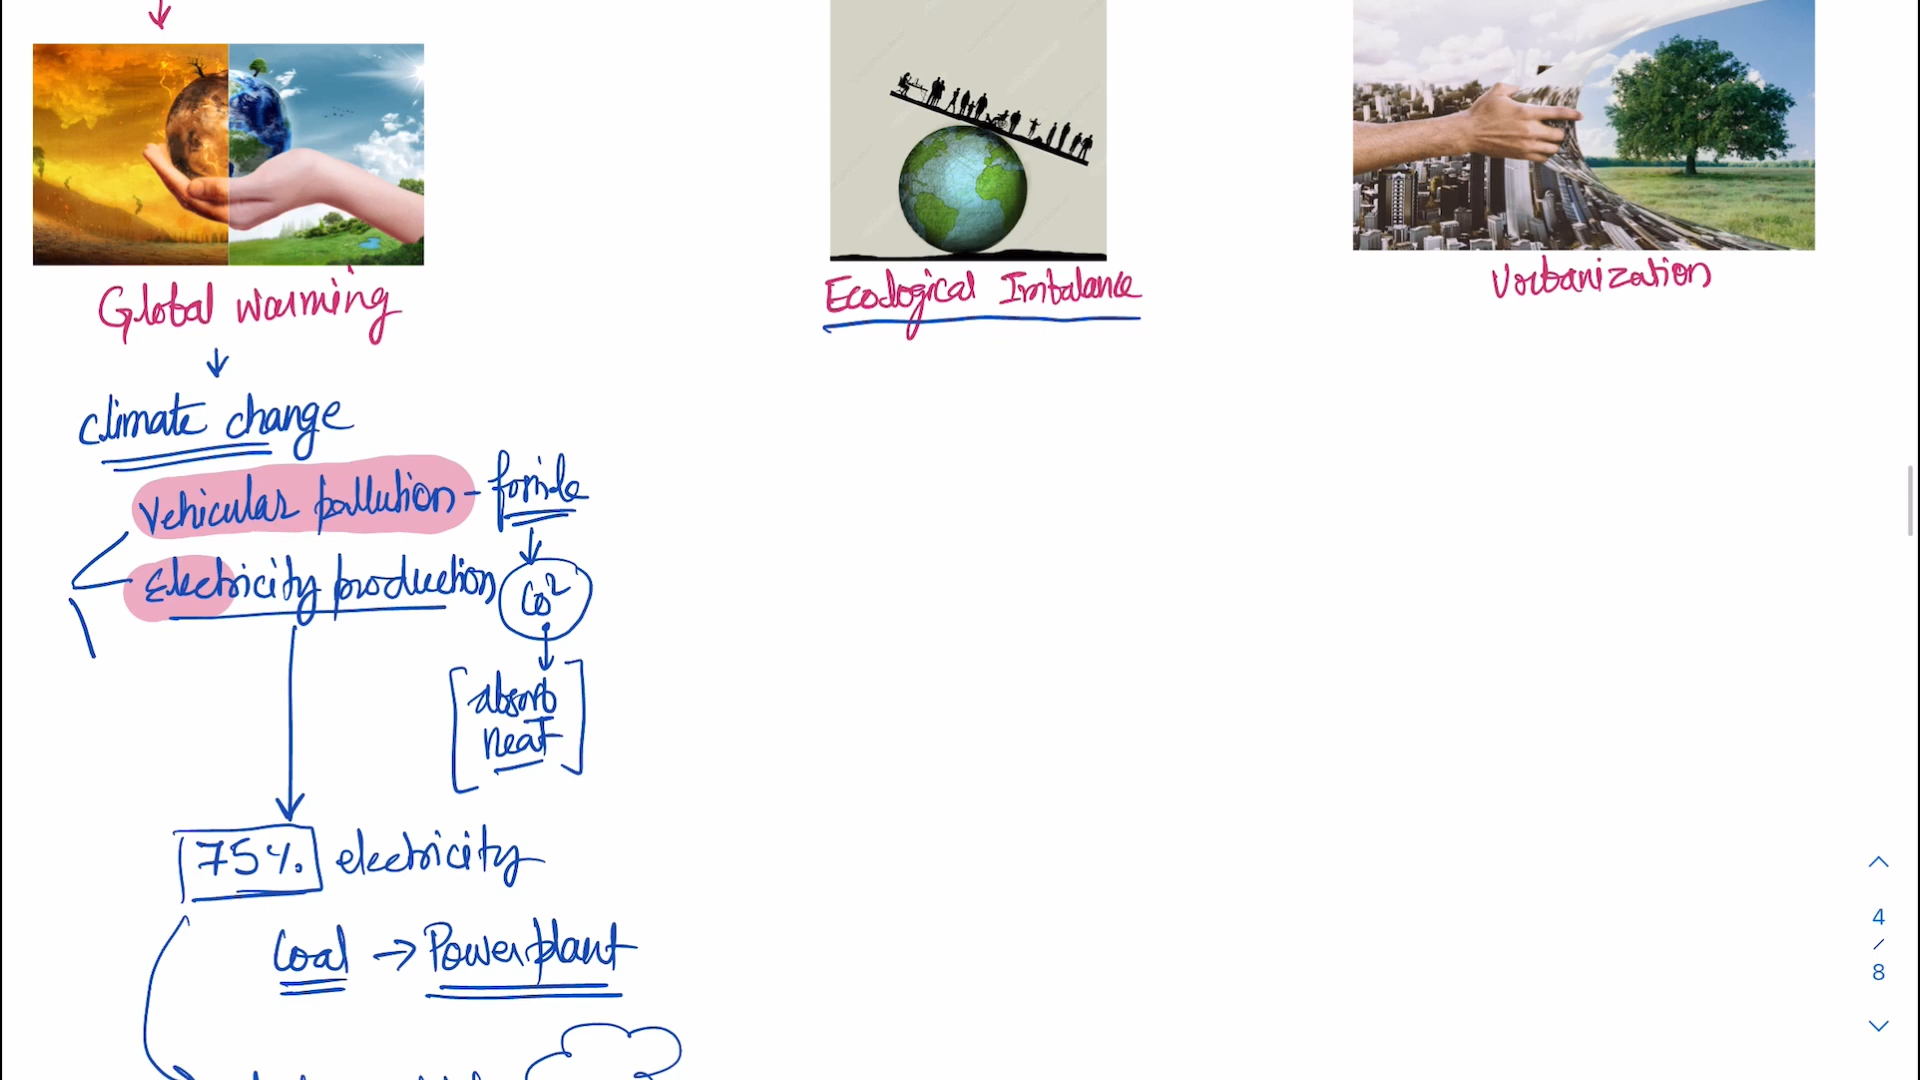 Global warming
Ecological Imbalance
Urbanization
climate change
Vehicular pollution - fossile
Electricity production
Co²
absorb
heat
75% electricity
Coal → Powerplant
4
/
8